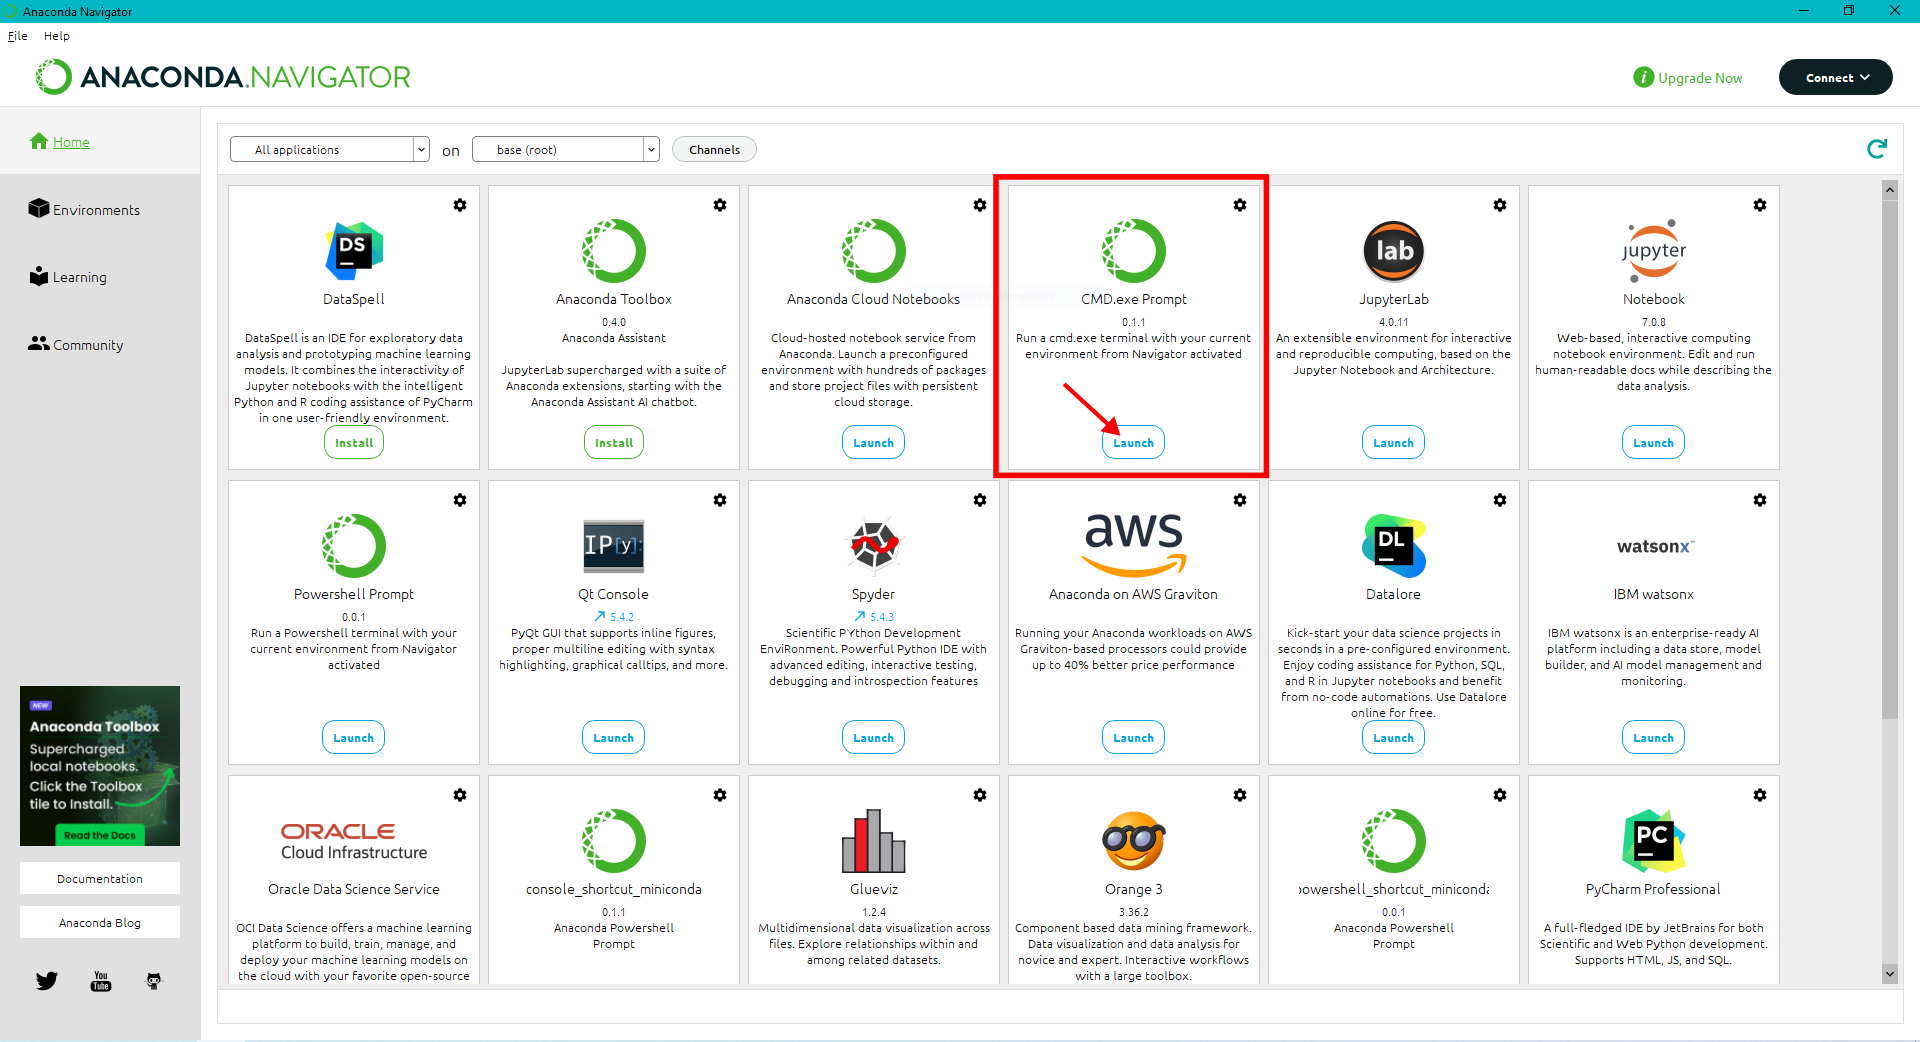 Anaconda Navigator
File Help
ANACONDA.NAVIGATOR
i Upgrade Now
Connect
Home
Environments
Learning
Community
All applications
on
base (root)
Channels
DS
DataSpell
DataSpell is an IDE for exploratory data
analysis and prototyping machine learning
models. It combines the interactivity of
Jupyter notebooks with the intelligent
Python and R coding assistance of PyCharm
in one user-friendly environment.
Install
Anaconda Toolbox
0.4.0
Anaconda Assistant
JupyterLab supercharged with a suite of
Anaconda extensions, starting with the
Anaconda Assistant AI chatbot.
Install
Anaconda Cloud Notebooks
Cloud-hosted notebook service from
Anaconda. Launch a preconfigured
environment with hundreds of packages
and store project files with persistent
cloud storage.
Launch
CMD.exe Prompt
0.1.1
Run a cmd.exe terminal with your current
environment from Navigator activated
Launch
lab
JupyterLab
4.0.11
An extensible environment for interactive
and reproducible computing, based on the
Jupyter Notebook and Architecture.
Launch
jupyter
Notebook
7.0.8
Web-based, interactive computing
notebook environment. Edit and run
human-readable docs while describing the
data analysis.
Launch
Powershell Prompt
0.0.1
Run a Powershell terminal with your
current environment from Navigator
activated
Launch
IP[y]:
Qt Console
5.4.2
PyQt GUI that supports inline figures,
proper multiline editing with syntax
highlighting, graphical calltips, and more.
Launch
Spyder
5.4.3
Scientific PYthon Development
EnviRonment. Powerful Python IDE with
advanced editing, interactive testing,
debugging and introspection features
Launch
aws
Anaconda on AWS Graviton
Running your Anaconda workloads on AWS
Graviton-based processors could provide
up to 40% better price performance
Launch
DL
Datalore
Kick-start your data science projects in
seconds in a pre-configured environment.
Enjoy coding assistance for Python, SQL,
and R in Jupyter notebooks and benefit
from no-code automations. Use Datalore
online for free.
Launch
watsonx
IBM watsonx
IBM watsonx is an enterprise-ready AI
platform including a data store, model
builder, and AI model management and
monitoring.
Launch
ORACLE
Cloud Infrastructure
Oracle Data Science Service
OCI Data Science offers a machine learning
platform to build, train, manage, and
deploy your machine learning models on
the cloud with your favorite open-source
console_shortcut_miniconda
0.1.1
Anaconda Powershell
Prompt
Glueviz
1.2.4
Multidimensional data visualization across
files. Explore relationships within and
among related datasets.
Orange 3
3.36.2
Component based data mining framework.
Data visualization and data analysis for
novice and expert. Interactive workflows
with a large toolbox.
powershell_shortcut_miniconda
0.0.1
Anaconda Powershell
Prompt
PC
PyCharm Professional
A full-fledged IDE by JetBrains for both
Scientific and Web Python development.
Supports HTML, JS, and SQL.
NEW
Anaconda Toolbox
Supercharged
local notebooks.
Click the Toolbox
tile to Install.
Read the Docs
Documentation
Anaconda Blog
You
Tube